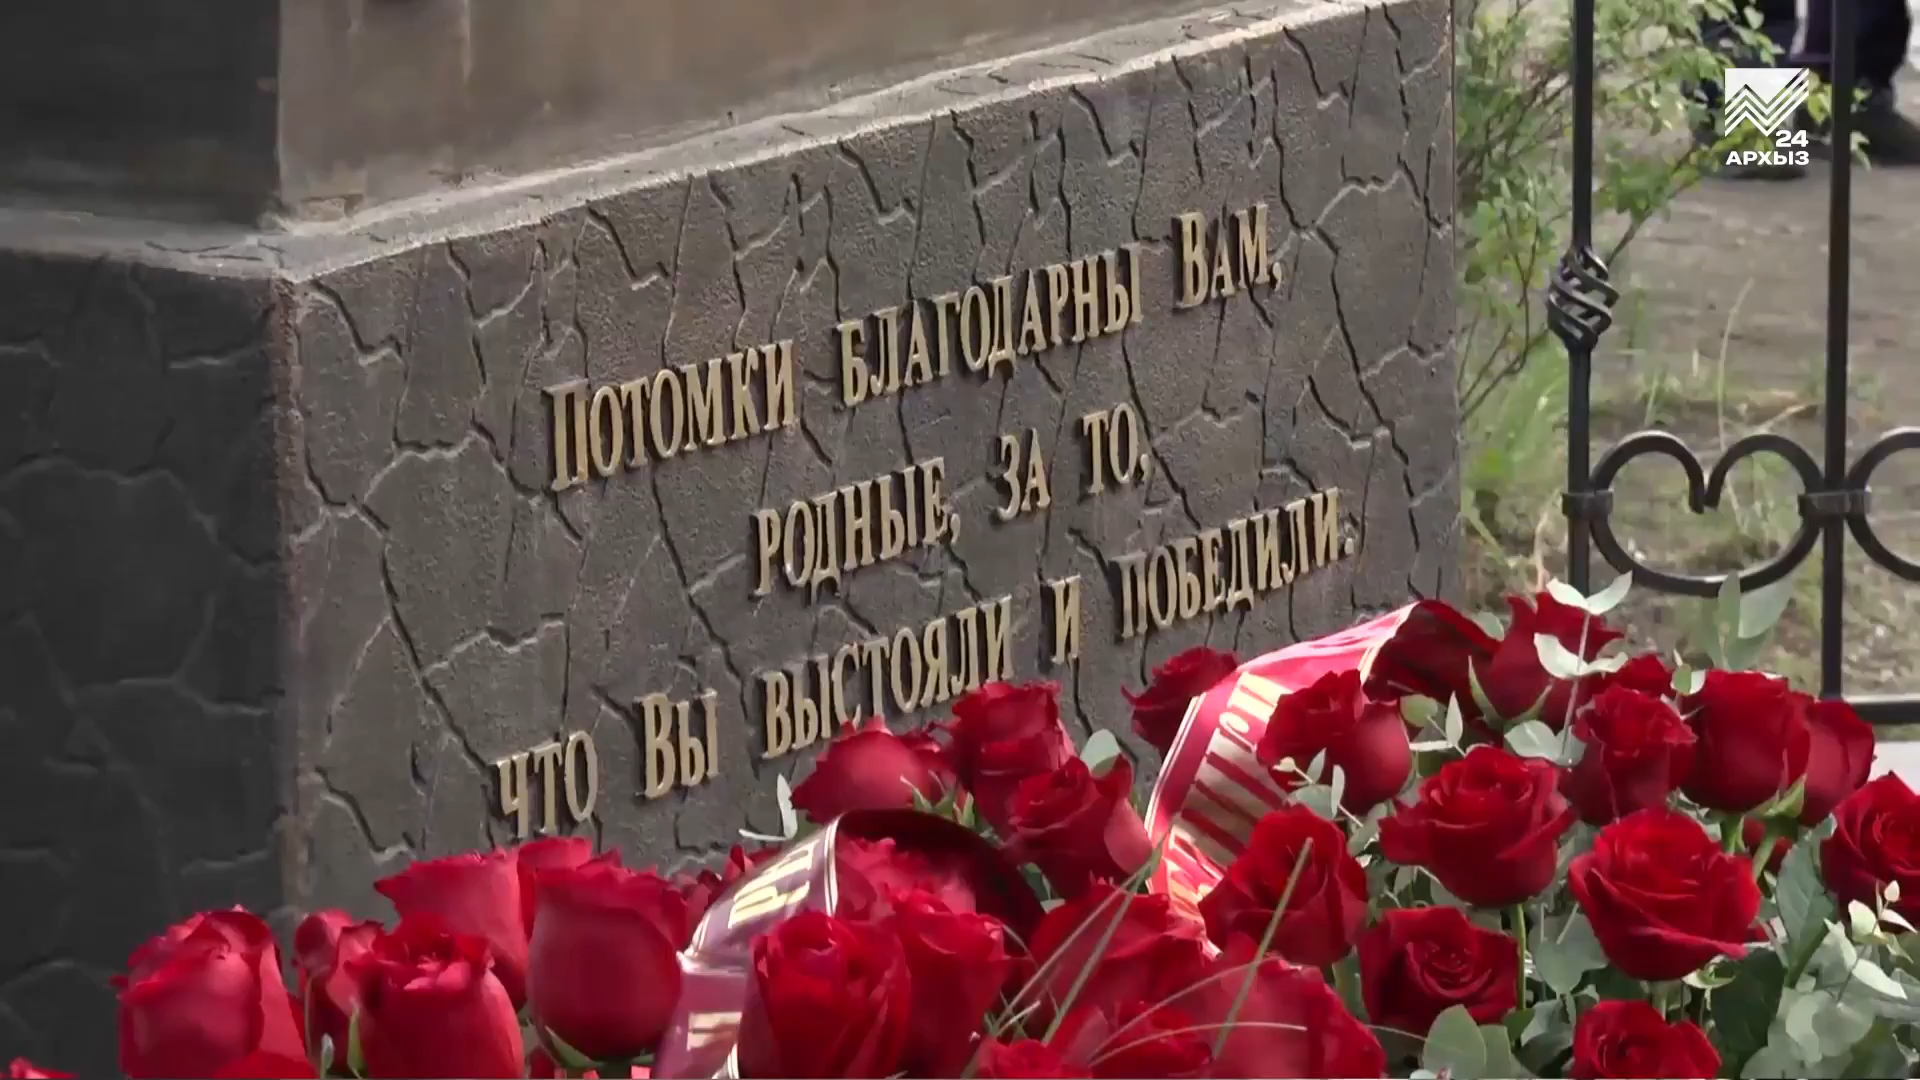 24
АРХЫЗ
Потомки благодарны Вам,
родные, за то,
что Вы выстояли и победили.